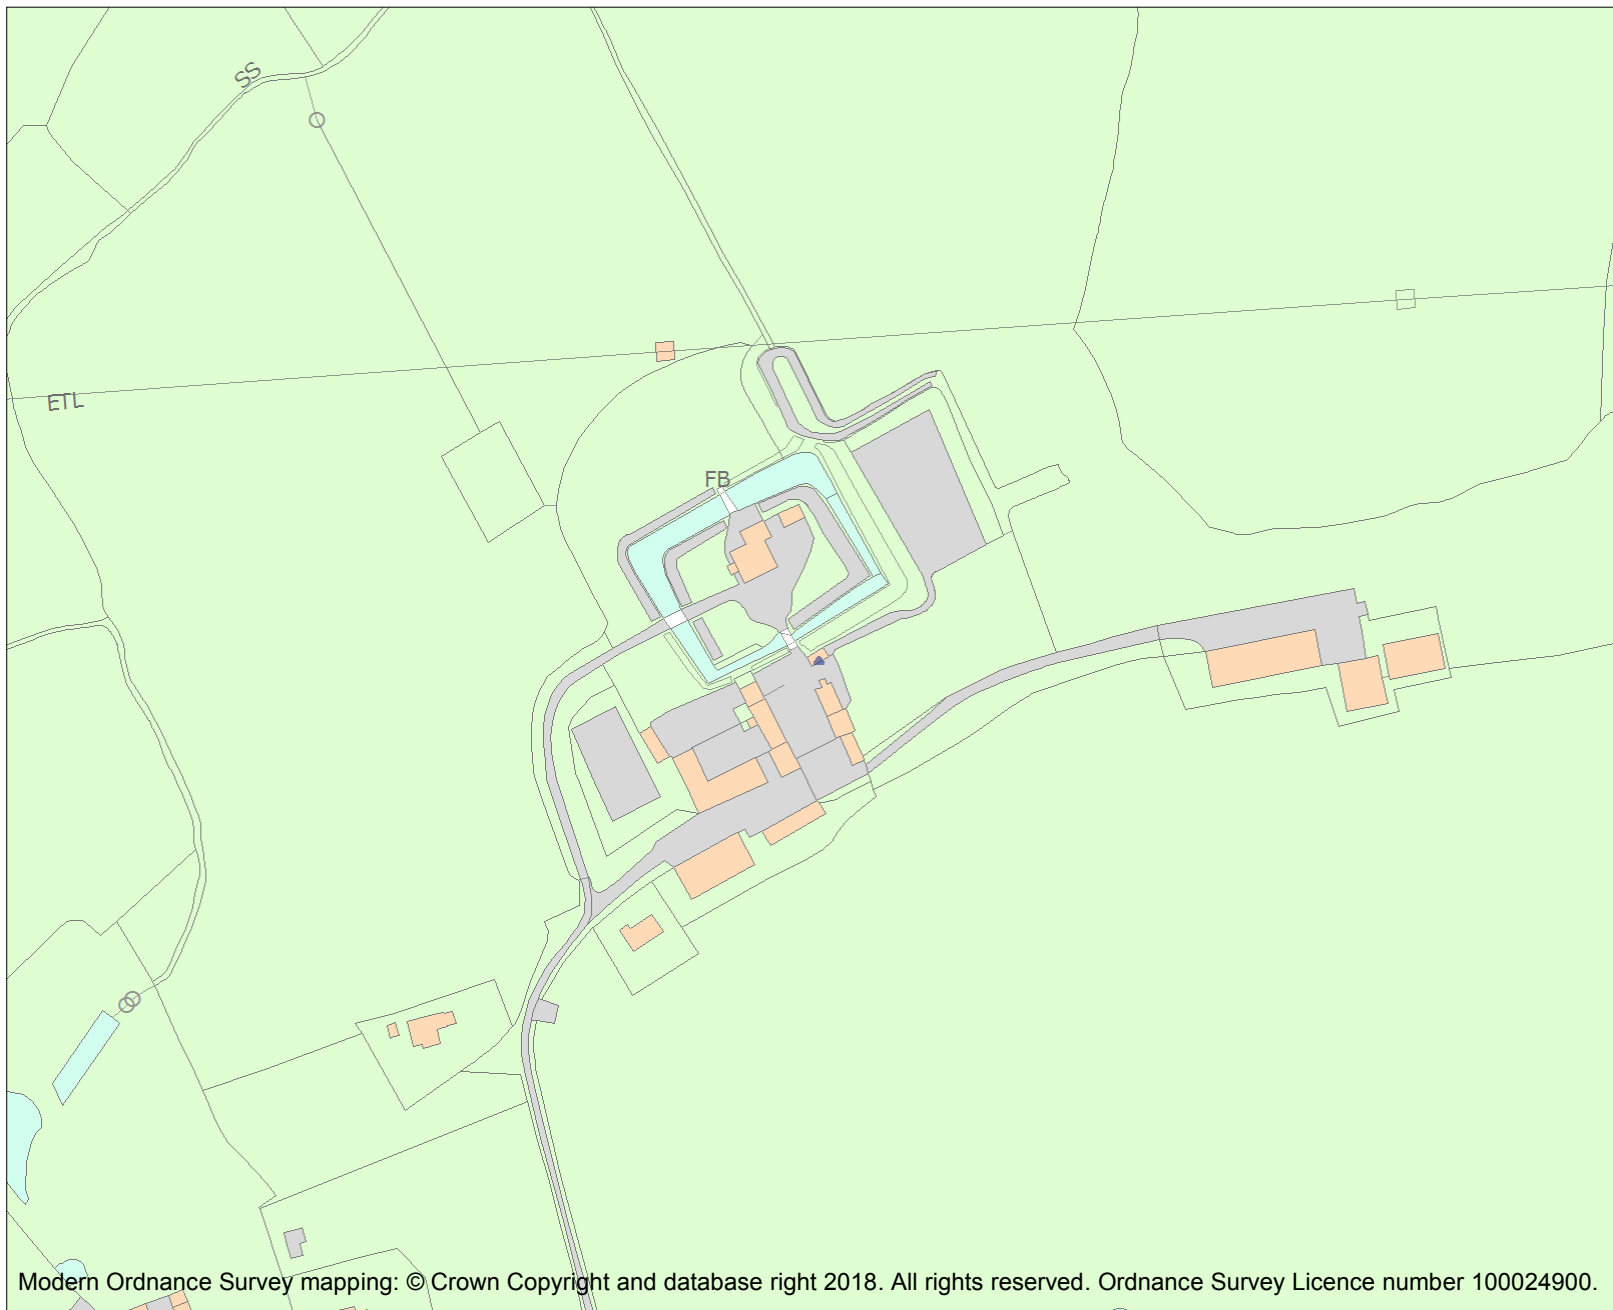 SS
ETL
FB
Modern Ordnance Survey mapping: © Crown Copyright and database right 2018. All rights reserved. Ordnance Survey Licence number 100024900.